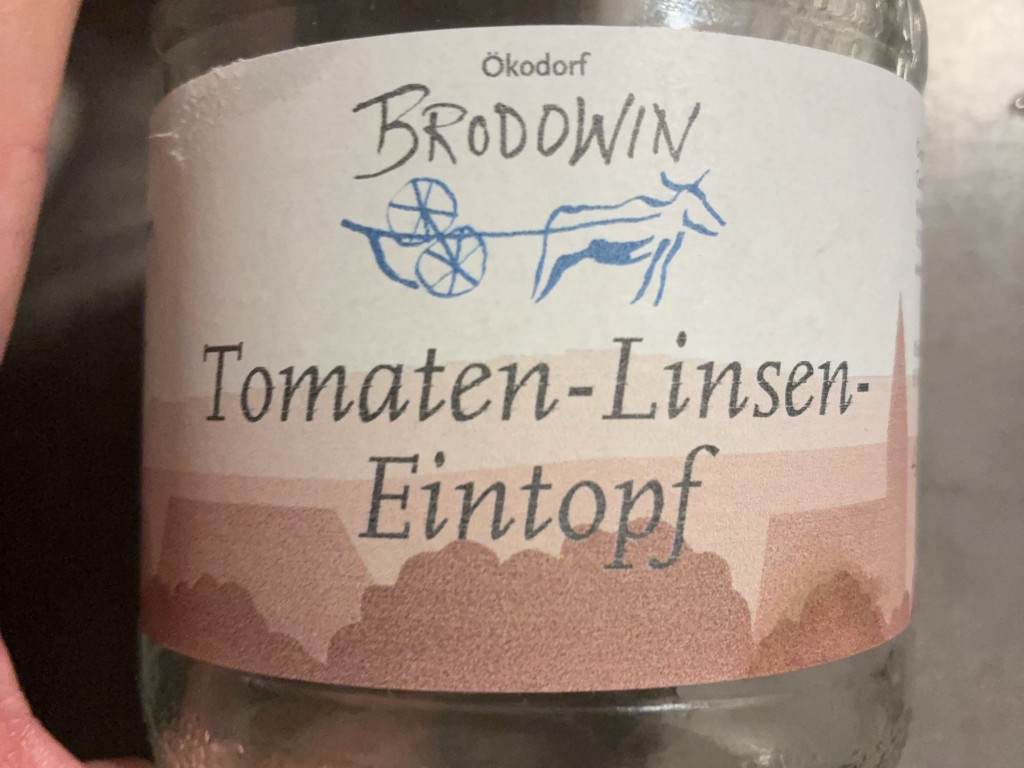 Ökodorf
BRODOWIN
Tomaten-Linsen-
Eintopf